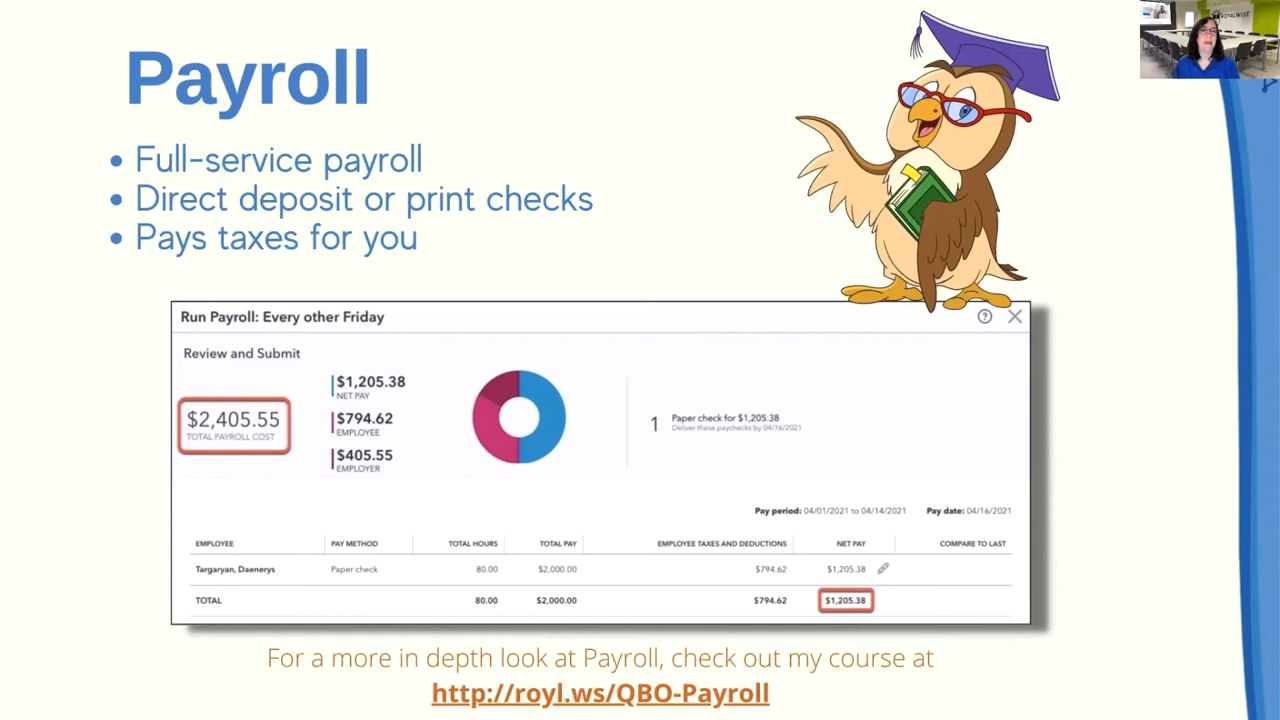 Payroll
• Full-service payroll
• Direct deposit or print checks
• Pays taxes for you
ROYALWISE
Run Payroll: Every other Friday
Review and Submit
$2,405.55
TOTAL PAYROLL COST
$1,205.38
NET PAY
$794.62
EMPLOYEE
$405.55
EMPLOYER
1 Paper check for $1,205.38
Deliver these paychecks by 04/16/2021
Pay period: 04/01/2021 to 04/14/2021 Pay date: 04/16/2021
EMPLOYEE PAY METHOD TOTAL HOURS TOTAL PAY EMPLOYEE TAXES AND DEDUCTIONS NET PAY COMPARE TO LAST
Targaryan, Daenerys Paper check 80.00 $2,000.00 $794.62 $1,205.38
TOTAL 80.00 $2,000.00 $794.62 $1,205.38
For a more in depth look at Payroll, check out my course at
http://royl.ws/QBO-Payroll